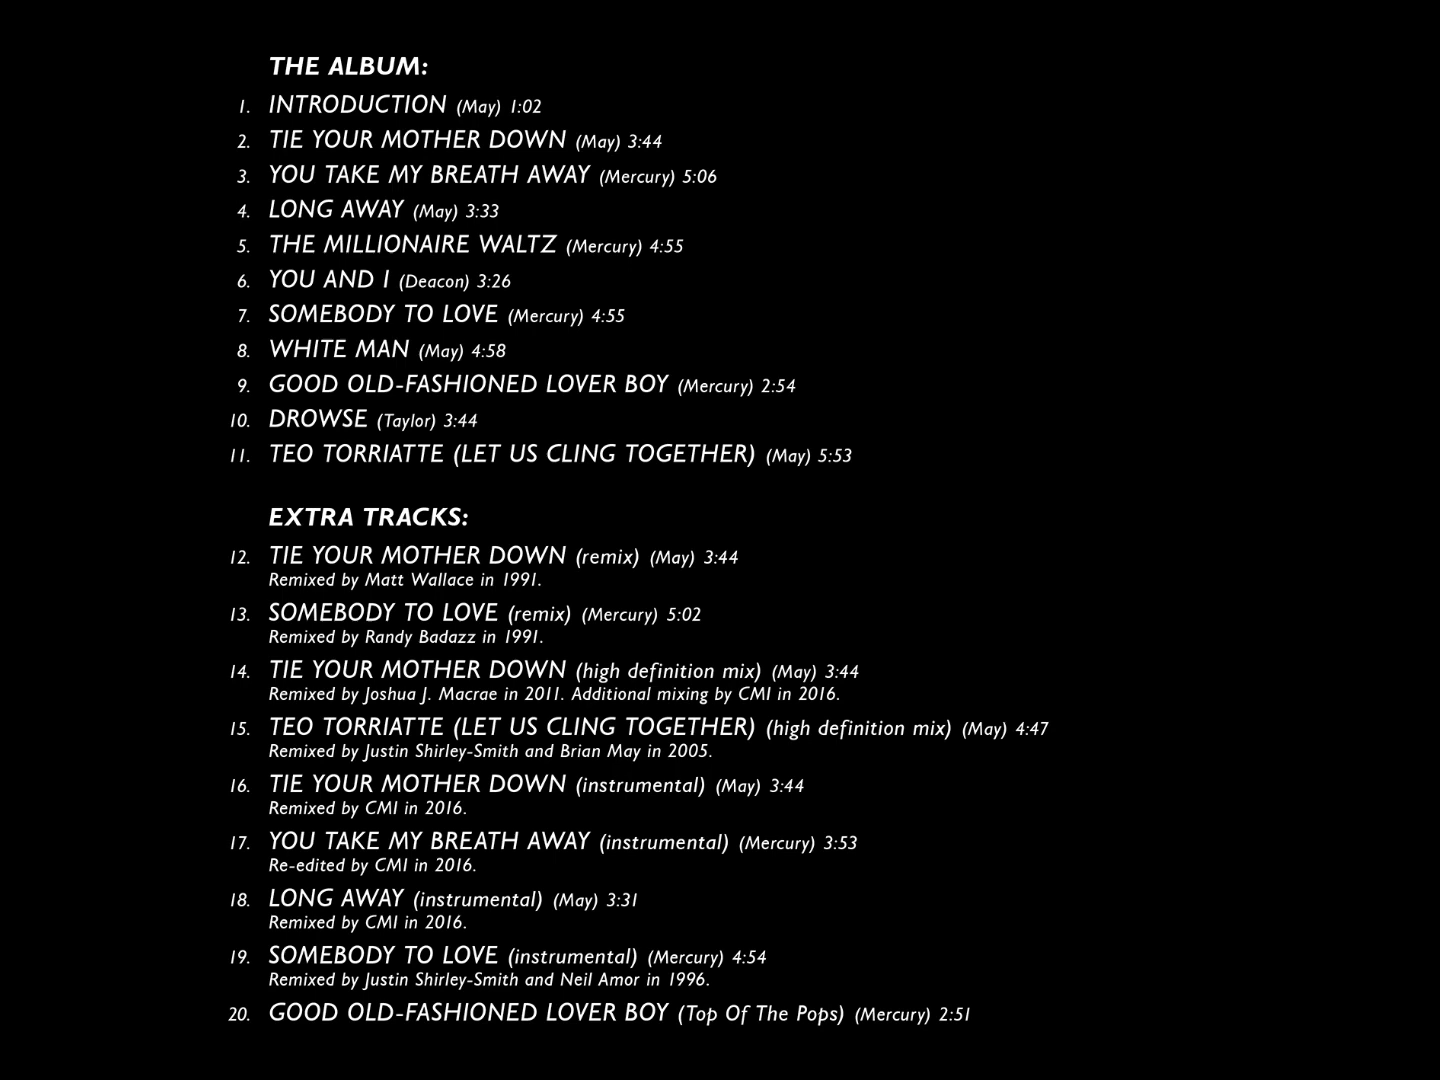 THE ALBUM:
1. INTRODUCTION (May) 1:02
2. TIE YOUR MOTHER DOWN (May) 3:44
3. YOU TAKE MY BREATH AWAY (Mercury) 5:06
4. LONG AWAY (May) 3:33
5. THE MILLIONAIRE WALTZ (Mercury) 4:55
6. YOU AND I (Deacon) 3:26
7. SOMEBODY TO LOVE (Mercury) 4:55
8. WHITE MAN (May) 4:58
9. GOOD OLD-FASHIONED LOVER BOY (Mercury) 2:54
10. DROWSE (Taylor) 3:44
11. TEO TORRIATTE (LET US CLING TOGETHER) (May) 5:53
EXTRA TRACKS:
12. TIE YOUR MOTHER DOWN (remix) (May) 3:44
Remixed by Matt Wallace in 1991.
13. SOMEBODY TO LOVE (remix) (Mercury) 5:02
Remixed by Randy Badazz in 1991.
14. TIE YOUR MOTHER DOWN (high definition mix) (May) 3:44
Remixed by Joshua J. Macrae in 2011. Additional mixing by CMI in 2016.
15. TEO TORRIATTE (LET US CLING TOGETHER) (high definition mix) (May) 4:47
Remixed by Justin Shirley-Smith and Brian May in 2005.
16. TIE YOUR MOTHER DOWN (instrumental) (May) 3:44
Remixed by CMI in 2016.
17. YOU TAKE MY BREATH AWAY (instrumental) (Mercury) 3:53
Re-edited by CMI in 2016.
18. LONG AWAY (instrumental) (May) 3:31
Remixed by CMI in 2016.
19. SOMEBODY TO LOVE (instrumental) (Mercury) 4:54
Remixed by Justin Shirley-Smith and Neil Amor in 1996.
20. GOOD OLD-FASHIONED LOVER BOY (Top Of The Pops) (Mercury) 2:51